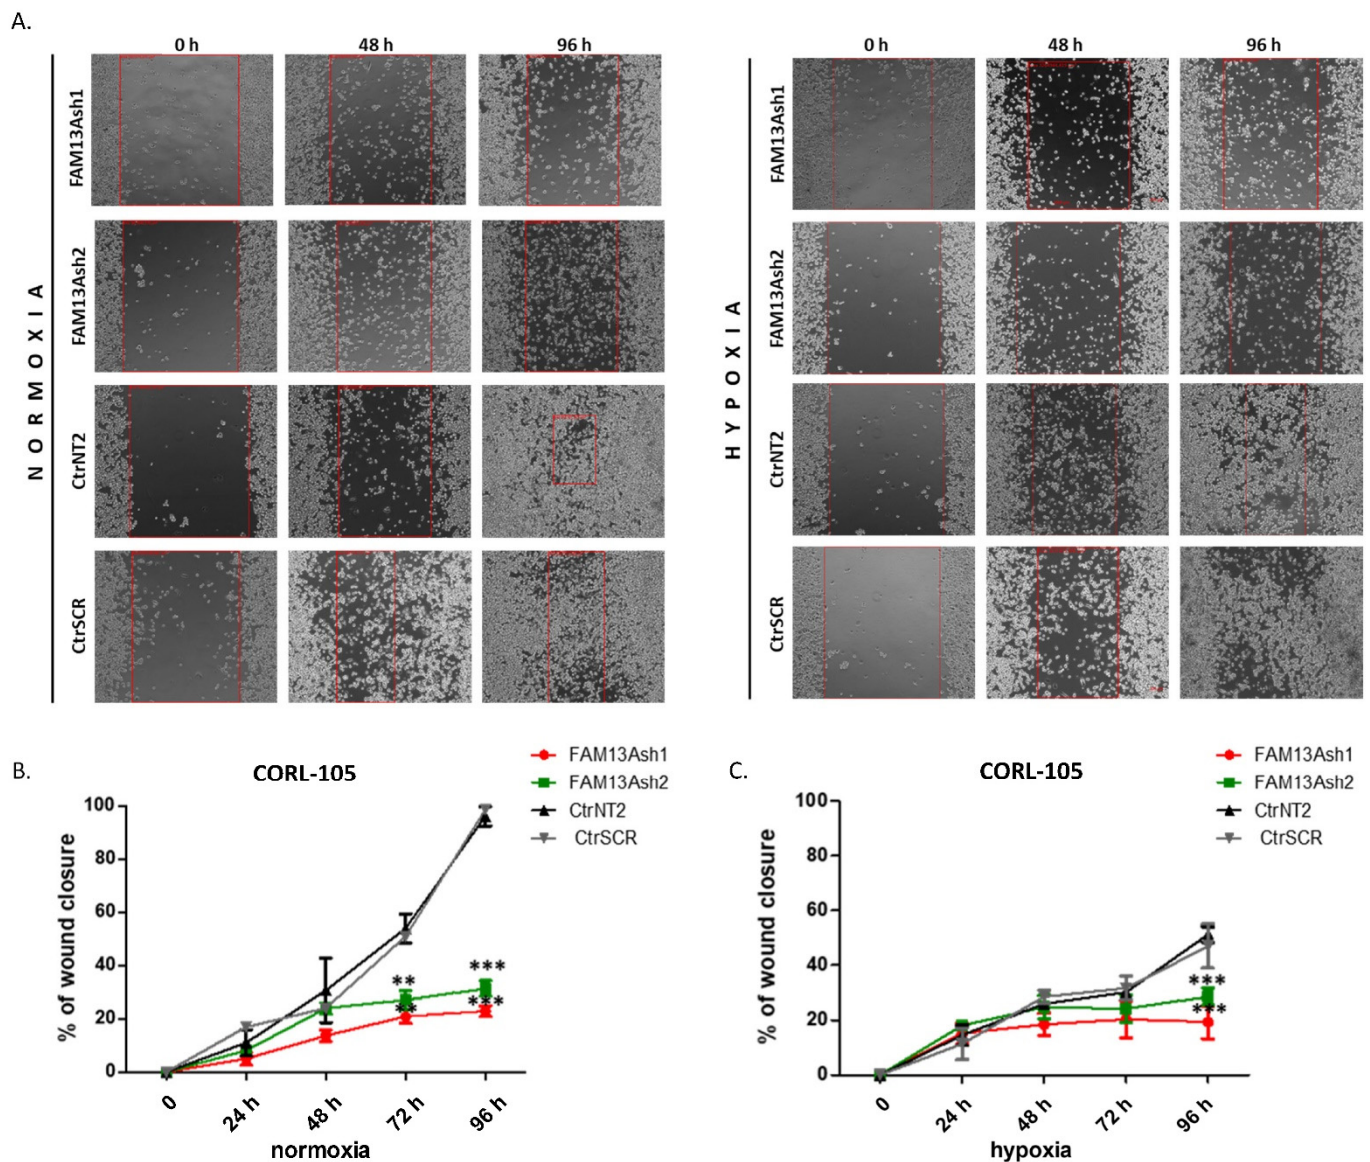 A.
0 h 48 h 96 h
NORMOXIA
FAM13Ash1
FAM13Ash2
CtrNT2
CtrSCR
0 h 48 h 96 h
HYPOXIA
FAM13Ash1
FAM13Ash2
CtrNT2
CtrSCR
B.
CORL-105
FAM13Ash1
FAM13Ash2
CtrNT2
CtrSCR
% of wound closure
100
80
60
40
20
0
**
**
***
***
0 24 h 48 h 72 h 96 h
normoxia
C.
CORL-105
FAM13Ash1
FAM13Ash2
CtrNT2
CtrSCR
% of wound closure
100
80
60
40
20
0
***
***
0 24 h 48 h 72 h 96 h
hypoxia